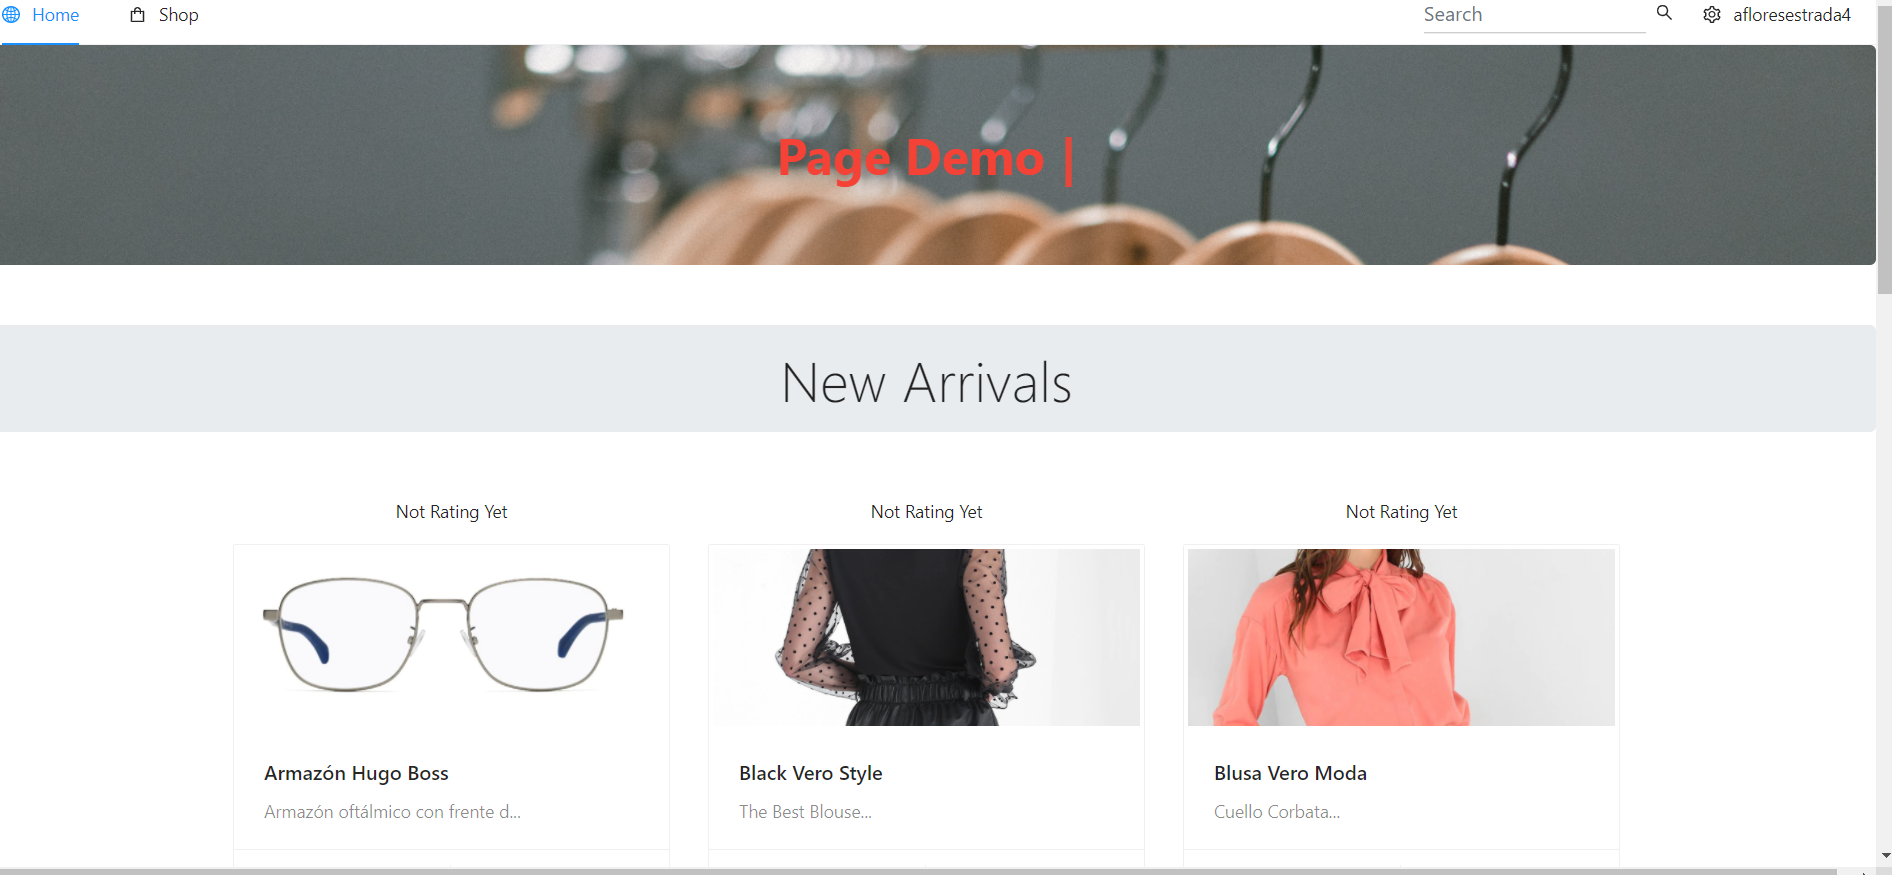 Home Shop Search afloresestrada4
Page Demo |
New Arrivals
Not Rating Yet Not Rating Yet Not Rating Yet
Armazón Hugo Boss Black Vero Style Blusa Vero Moda
Armazón oftálmico con frente d... The Best Blouse... Cuello Corbata...